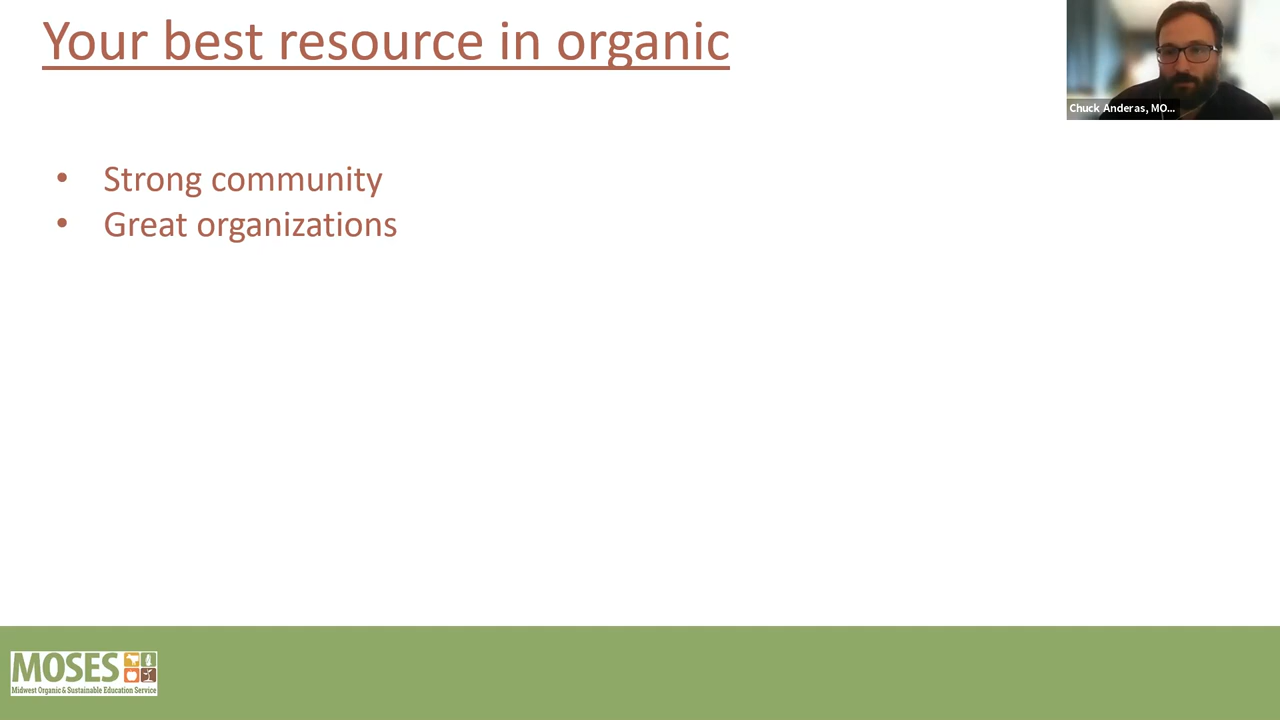 Your best resource in organic
Chuck Anderas, MO...
• Strong community
• Great organizations
MOSES
Midwest Organic & Sustainable Education Service